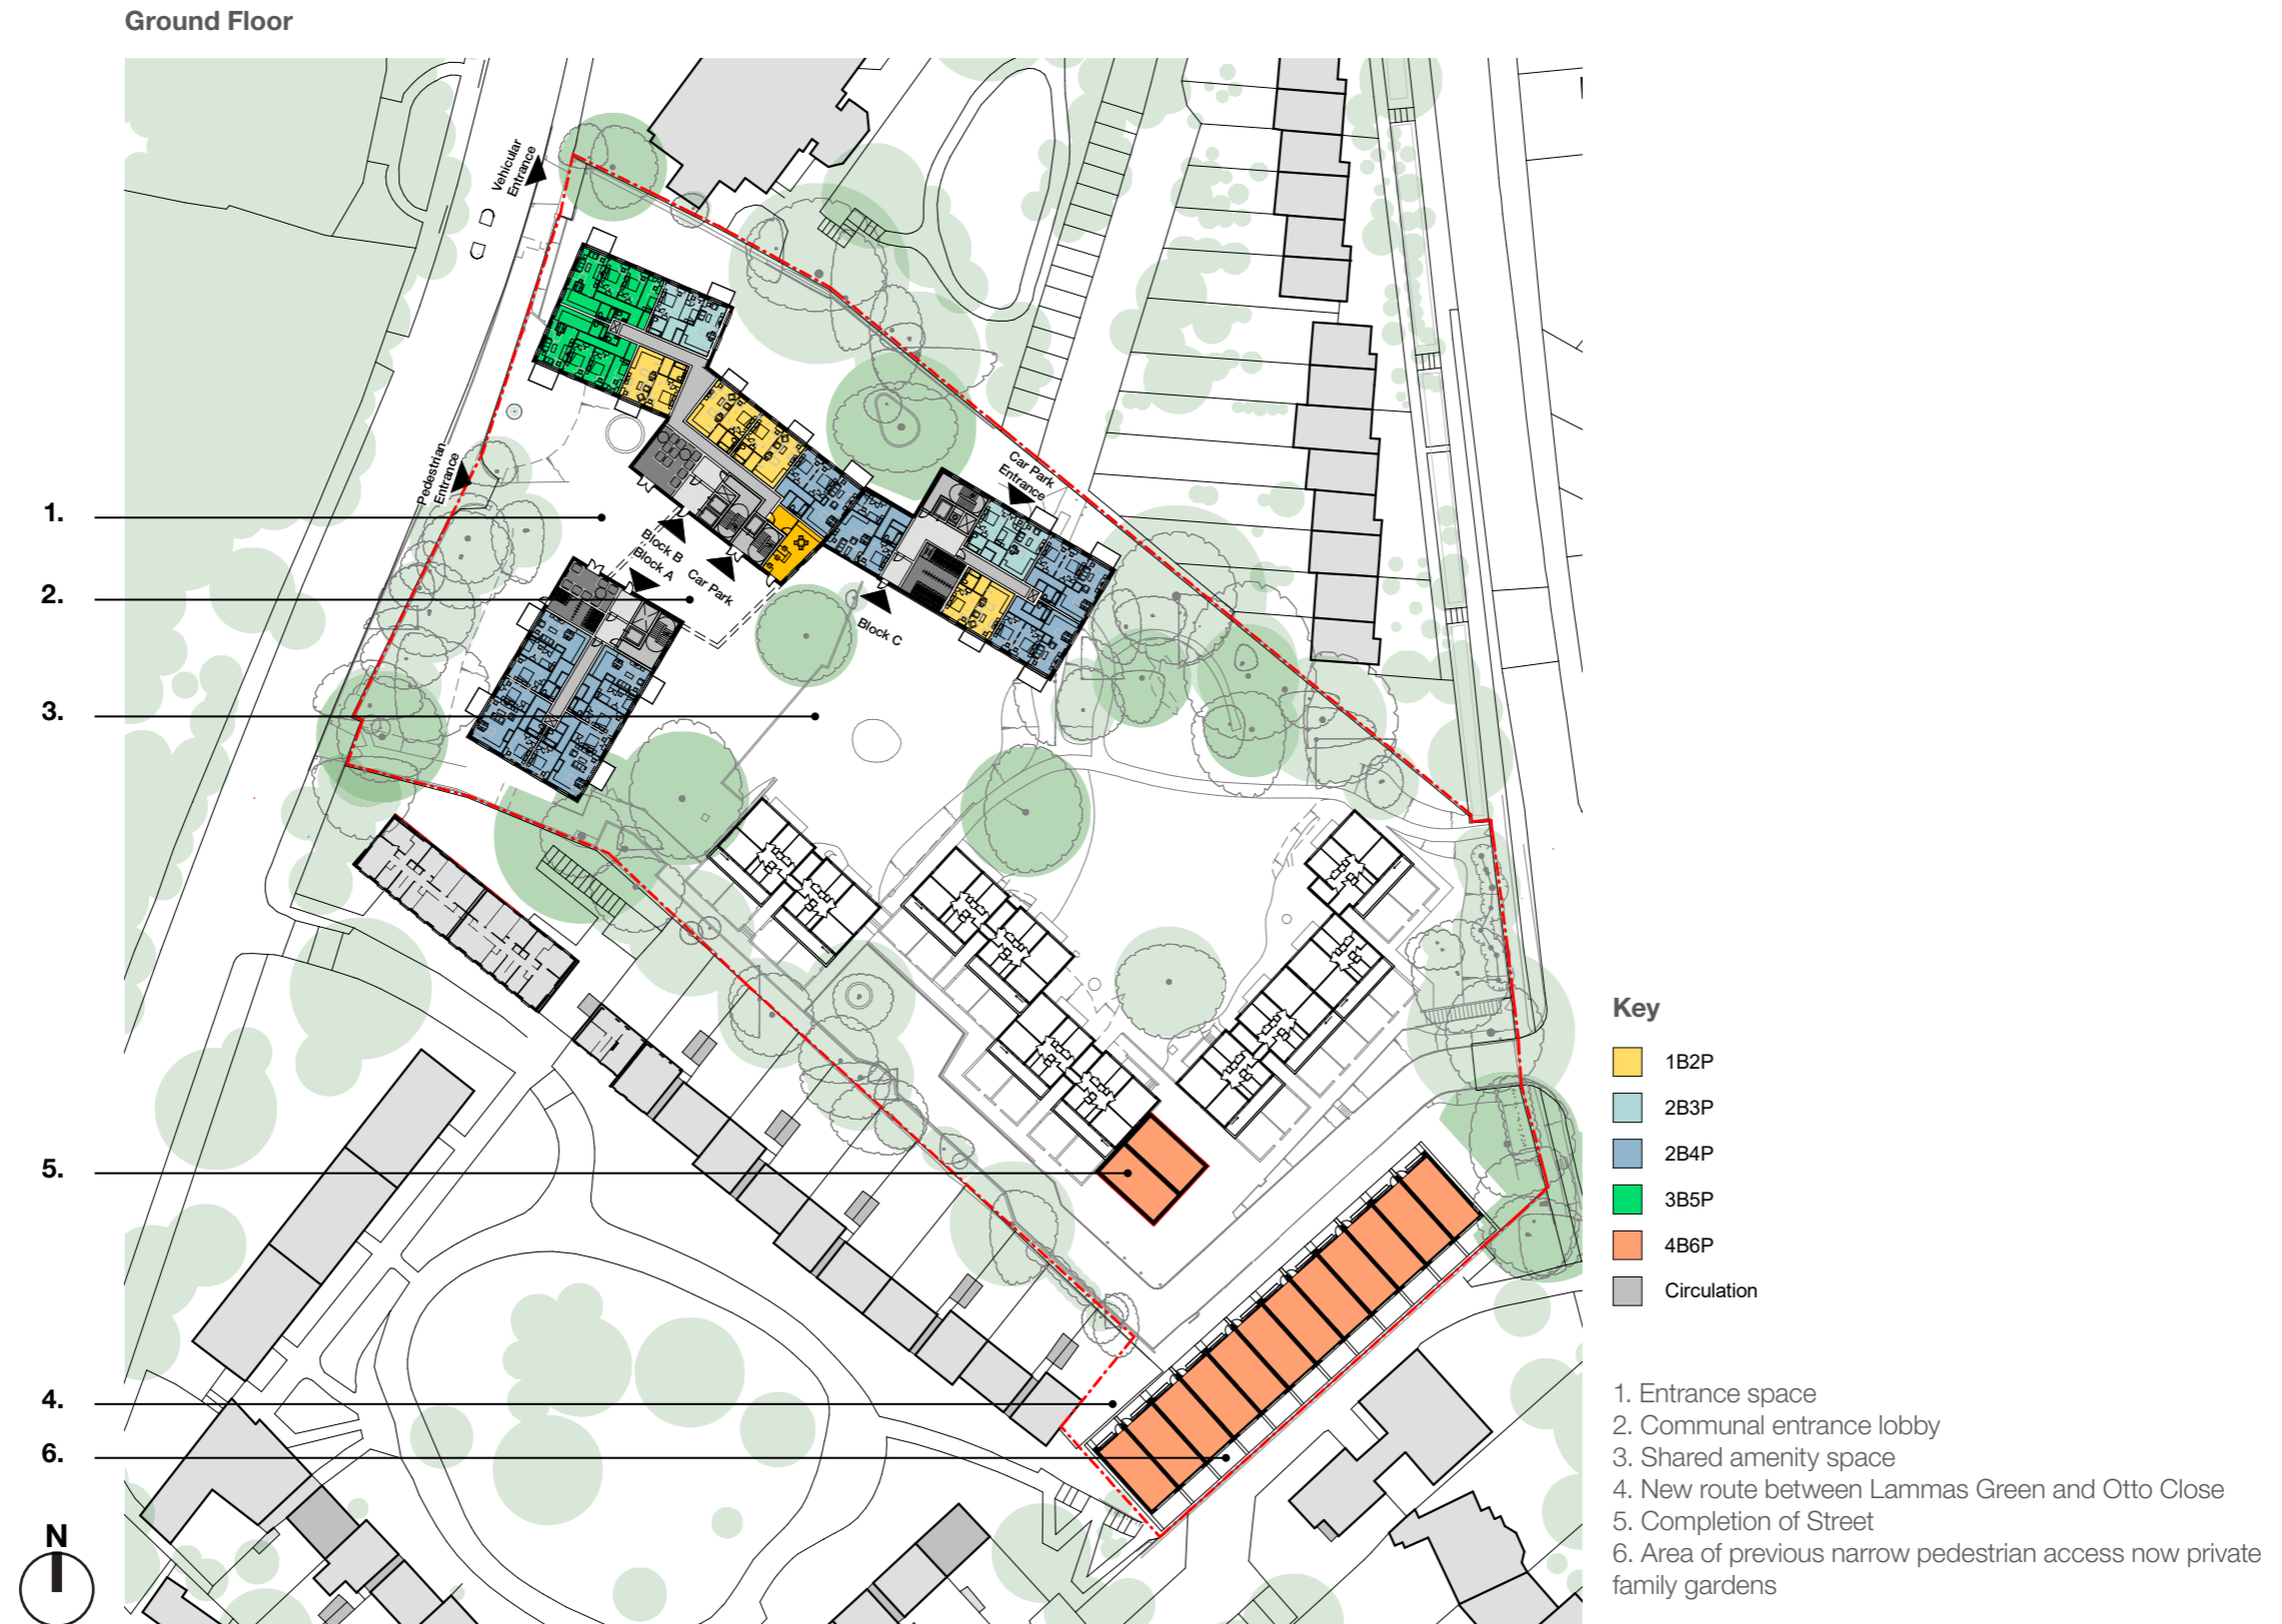 Ground Floor
Vehicular
Entrance
Pedestrian
Entrance
Car Park
Entrance
1.
Block B
Block A
Car Park
2.
Block C
3.
5.
4.
6.
N
Key
1B2P
2B3P
2B4P
3B5P
4B6P
Circulation
1. Entrance space
2. Communal entrance lobby
3. Shared amenity space
4. New route between Lammas Green and Otto Close
5. Completion of Street
6. Area of previous narrow pedestrian access now private
family gardens